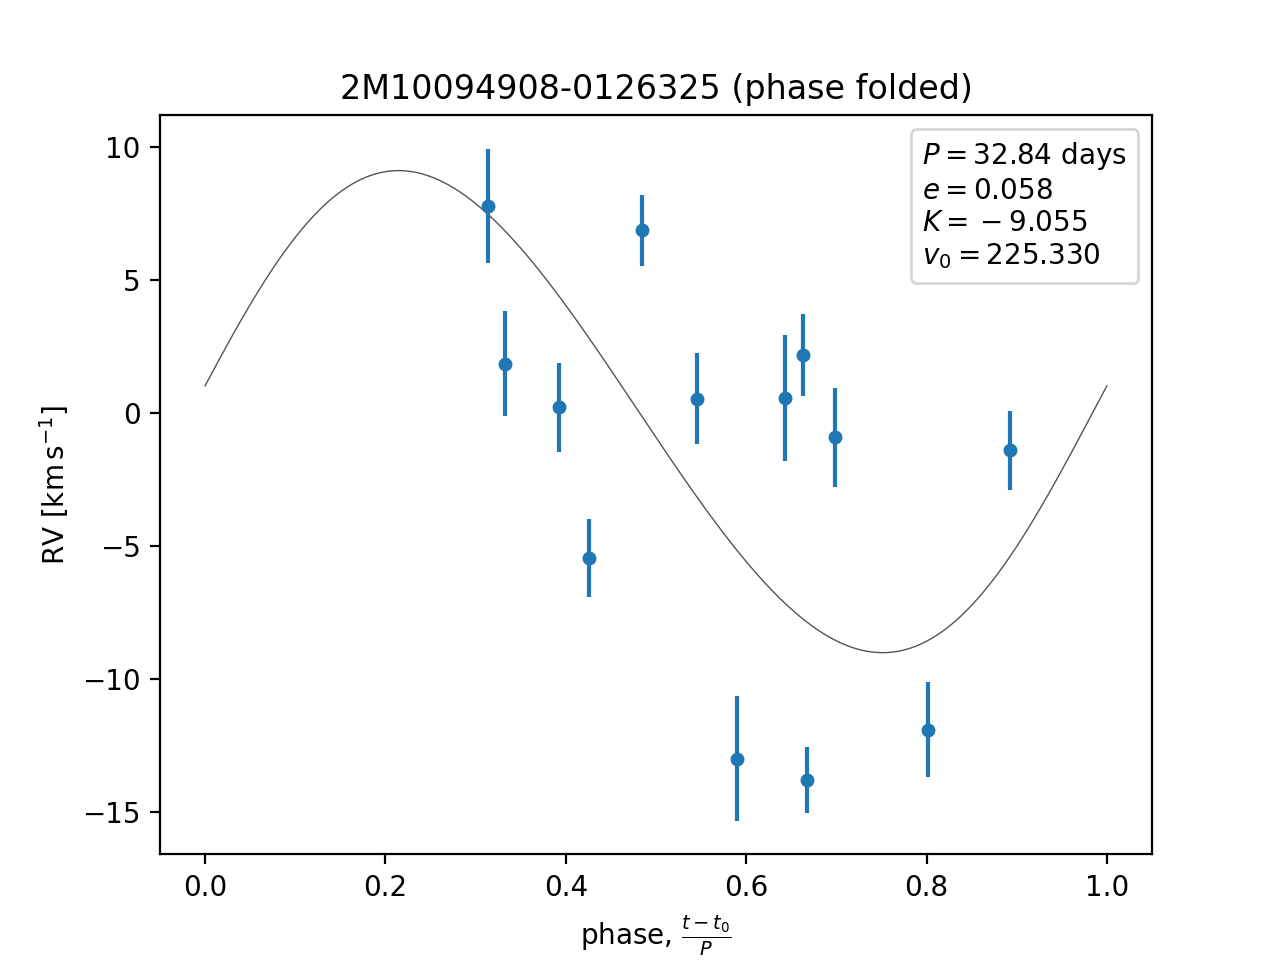 2M10094908-0126325 (phase folded)
P = 32.84 days
e = 0.058
K = −9.055
v₀ = 225.330
RV [km s⁻¹]
10
5
0
−5
−10
−15
0.0 0.2 0.4 0.6 0.8 1.0
phase, (t − t₀)/P